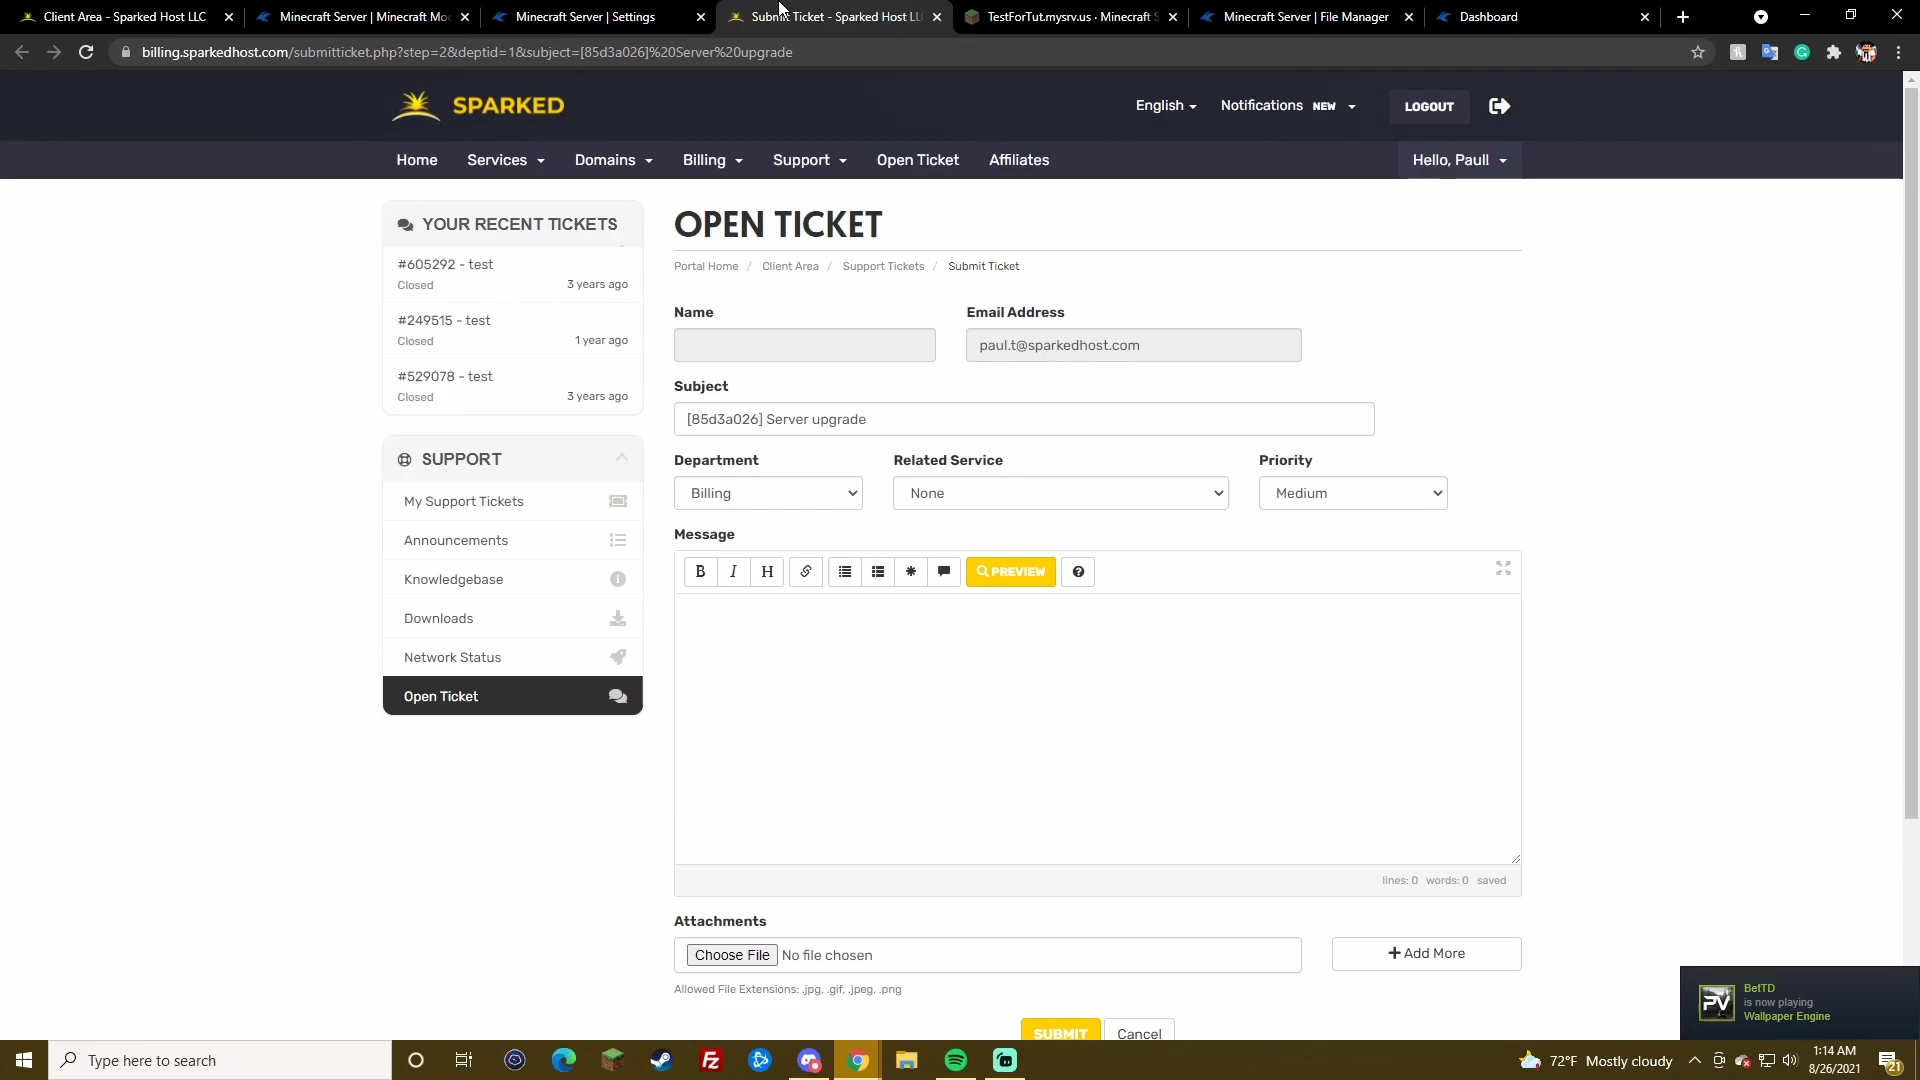 Client Area - Sparked Host LLC
Minecraft Server | Minecraft Mo
Minecraft Server | Settings
Submit Ticket - Sparked Host LL
TestForTut.mysrv.us · Minecraft S
Minecraft Server | File Manager
Dashboard
billing.sparkedhost.com/submitticket.php?step=2&deptid=1&subject=[85d3a026]%20Server%20upgrade
SPARKED
English
Notifications NEW
LOGOUT
Home
Services
Domains
Billing
Support
Open Ticket
Affiliates
Hello, Paul!
YOUR RECENT TICKETS
#605292 - test
Closed
3 years ago
#249515 - test
Closed
1 year ago
#529078 - test
Closed
3 years ago
SUPPORT
My Support Tickets
Announcements
Knowledgebase
Downloads
Network Status
Open Ticket
OPEN TICKET
Portal Home / Client Area / Support Tickets / Submit Ticket
Name
Email Address
paul.t@sparkedhost.com
Subject
[85d3a026] Server upgrade
Department
Related Service
Priority
Billing
None
Medium
Message
B I H
PREVIEW
lines: 0 words: 0 saved
Attachments
Choose File No file chosen
+ Add More
Allowed File Extensions: .jpg, .gif, .jpeg, .png
SUBMIT
Cancel
PV
BetTD
is now playing
Wallpaper Engine
Type here to search
72°F Mostly cloudy
1:14 AM
8/26/2021
21